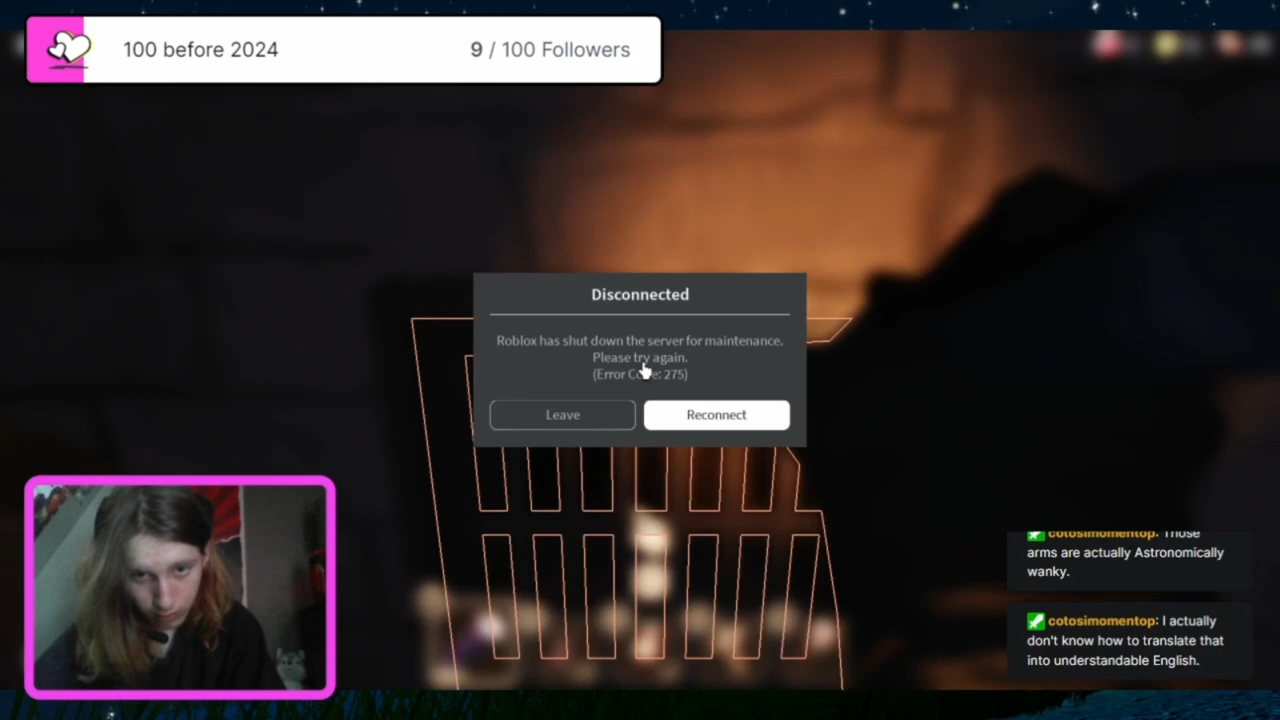 100 before 2024
9 / 100 Followers
Disconnected
Roblox has shut down the server for maintenance.
Please try again.
(Error Code: 275)
Leave
Reconnect
cotosimomentop: Those
arms are actually Astronomically
wanky.
cotosimomentop: I actually
don't know how to translate that
into understandable English.